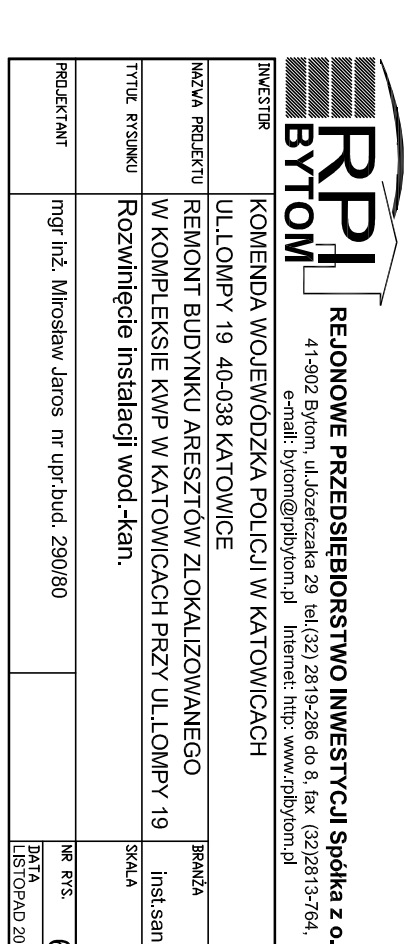 RPI
BYTOM
REJONOWE PRZEDSIĘBIORSTWO INWESTYCJI Spółka z o.
41-902 Bytom, ul.Józefczaka 29 tel.(32) 2819-286 do 8, fax (32)2813-764,
e-mail: bytom@rpibytom.pl Internet: http: www.rpibytom.pl
INWESTOR
KOMENDA WOJEWÓDZKA POLICJI W KATOWICACH
UL.LOMPY 19 40-038 KATOWICE
NAZWA PROJEKTU
REMONT BUDYNKU ARESZTÓW ZLOKALIZOWANEGO
W KOMPLEKSIE KWP W KATOWICACH PRZY UL.LOMPY 19
BRANŻA
inst.san
TYTUŁ RYSUNKU
Rozwinięcie instalacji wod.-kan.
SKALA
PROJEKTANT
mgr inż. Mirosław Jaros nr upr.bud. 290/80
NR RYS.
DATA
LISTOPAD 20